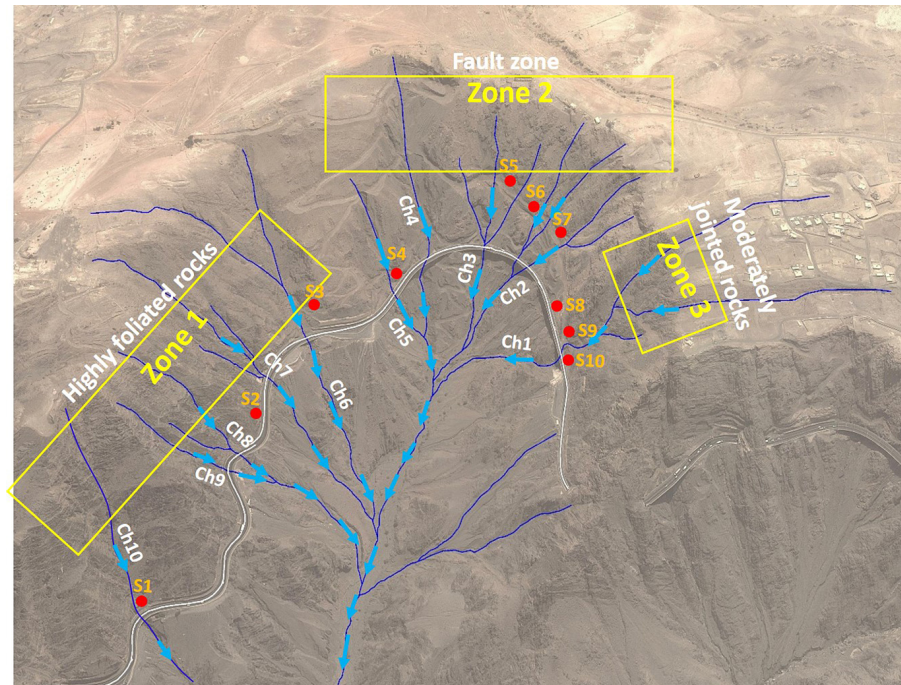 Fault zone
Zone 2
S5
S6
S7
Ch4
Moderately
jointed rocks
Zone 3
Ch3
Ch2
S4
Highly foliated rocks
Zone 1
S3
S8
Ch5
S9
Ch1
S10
Ch7
Ch6
S2
Ch8
Ch9
Ch10
S1